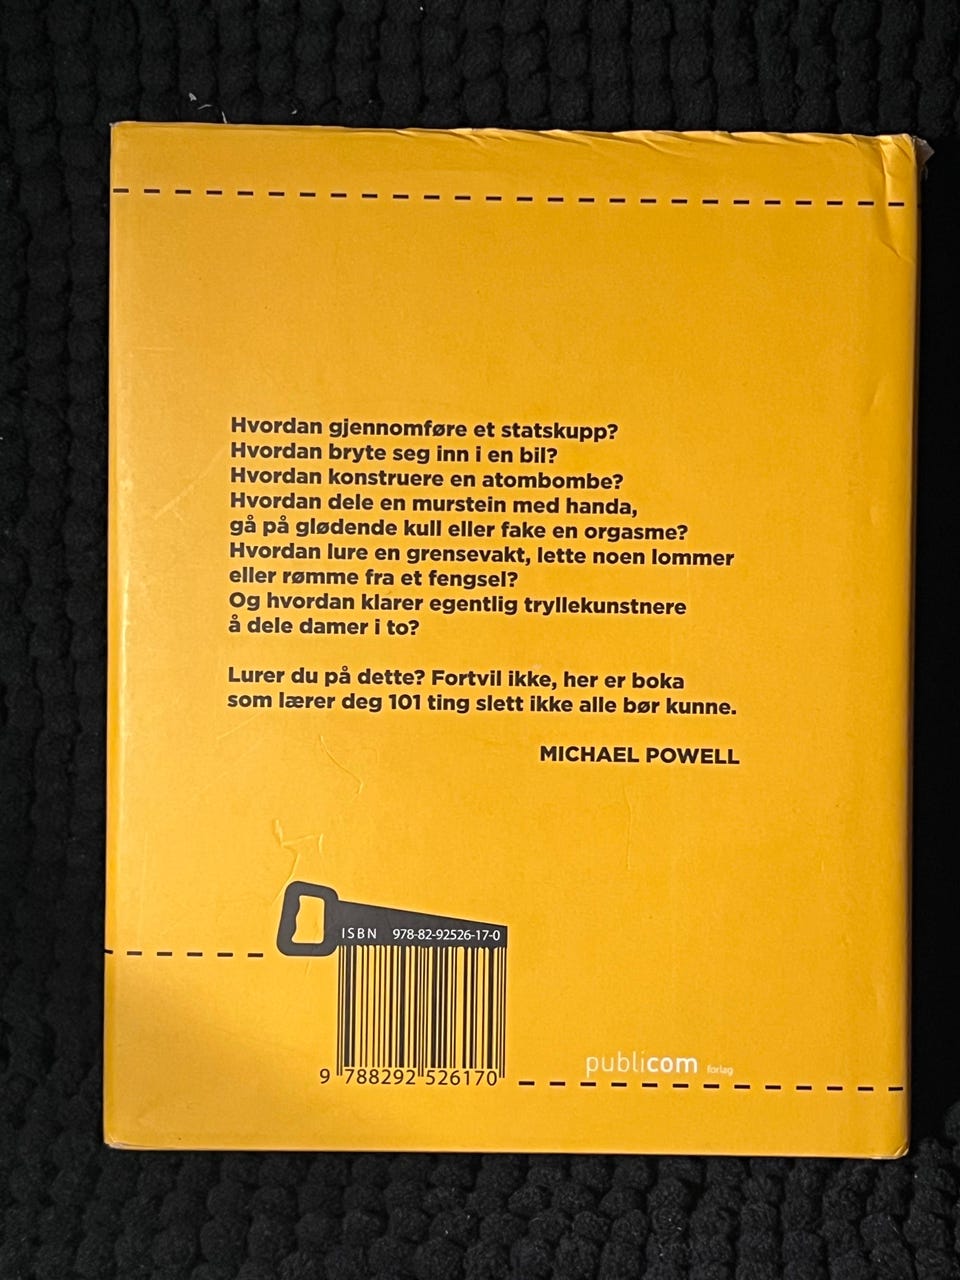 Hvordan gjennomføre et statskupp?
Hvordan bryte seg inn i en bil?
Hvordan konstruere en atombombe?
Hvordan dele en murstein med handa,
gå på glødende kull eller fake en orgasme?
Hvordan lure en grensevakt, lette noen lommer
eller rømme fra et fengsel?
Og hvordan klarer egentlig tryllekunstnere
å dele damer i to?
Lurer du på dette? Fortvil ikke, her er boka
som lærer deg 101 ting slett ikke alle bør kunne.
MICHAEL POWELL
ISBN 978-82-92526-17-0
9 788292 526170
publicom forlag